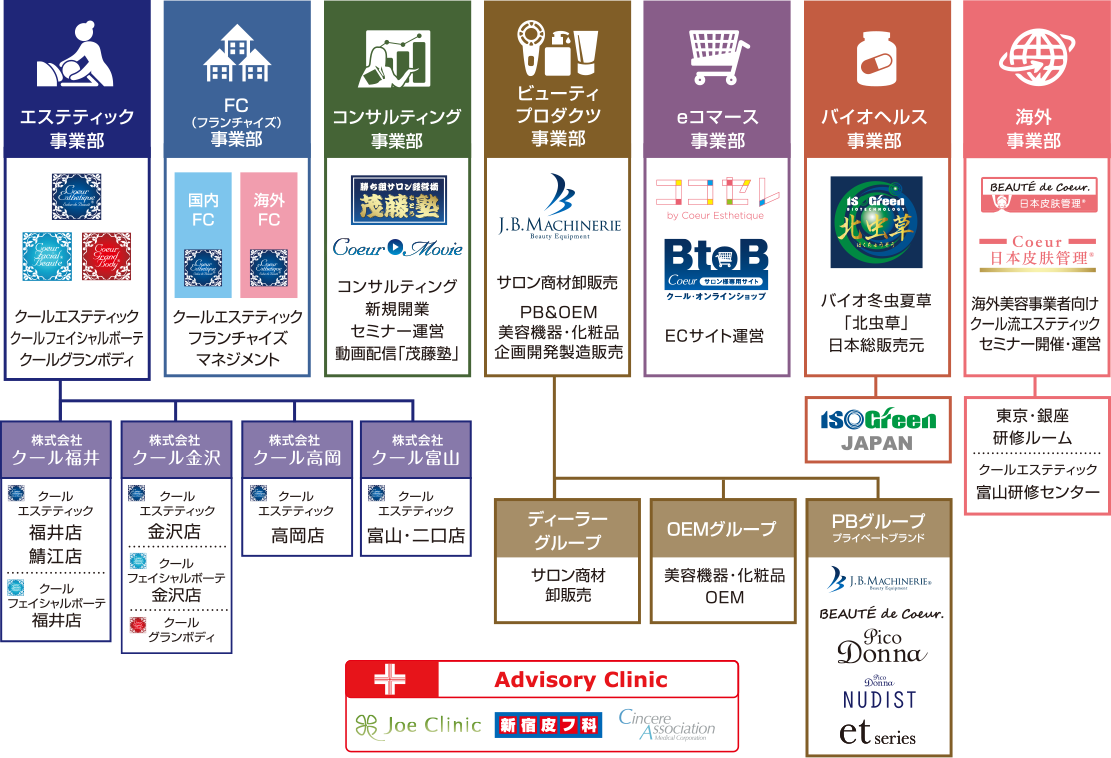 エステティック
事業部
Coeur
Esthetique
クールエステティック
Coeur
Facial
Beaute
Coeur
Grand
Body
クールエステティック
クールフェイシャルボーテ
クールグランボディ
FC
（フランチャイズ）
事業部
国内
FC
海外
FC
Coeur
Esthetique
Coeur
Esthetique
クールエステティック
フランチャイズ
マネジメント
コンサルティング
事業部
勝ち組サロン経営術
茂藤塾
Coeur Movie
コンサルティング
新規開業
セミナー運営
動画配信「茂藤塾」
ビューティ
プロダクツ
事業部
J.B.MACHINERIE
Beauty Equipment
サロン商材卸販売
PB&OEM
美容機器・化粧品
企画開発製造販売
eコマース
事業部
ココセレ
by Coeur Esthetique
BtoB
Coeur サロン様専用サイト
クール・オンラインショップ
ECサイト運営
バイオヘルス
事業部
ISOGreen
BIOTECHNOLOGY
北虫草
ほくちゅうそう
バイオ冬虫夏草
「北虫草」
日本総販売元
海外
事業部
BEAUTÉ de Coeur.
日本皮肤管理®
Coeur
日本皮肤管理®
海外美容事業者向け
クール流エステティック
セミナー開催・運営
株式会社
クール福井
クール
エステティック
福井店
鯖江店
クール
フェイシャルボーテ
福井店
株式会社
クール金沢
クール
エステティック
金沢店
クール
フェイシャルボーテ
金沢店
クール
グランボディ
株式会社
クール高岡
クール
エステティック
高岡店
株式会社
クール富山
クール
エステティック
富山・二口店
ISOGreen
JAPAN
東京・銀座
研修ルーム
クールエステティック
富山研修センター
ディーラー
グループ
サロン商材
卸販売
OEMグループ
美容機器・化粧品
OEM
PBグループ
プライベートブランド
J.B.MACHINERIE®
Beauty Equipment
BEAUTÉ de Coeur.
Pico
Donna
Pico
Donna
NUDIST
et series
Advisory Clinic
Joe Clinic
新宿皮フ科
Cincere
Association
Medical Corporation